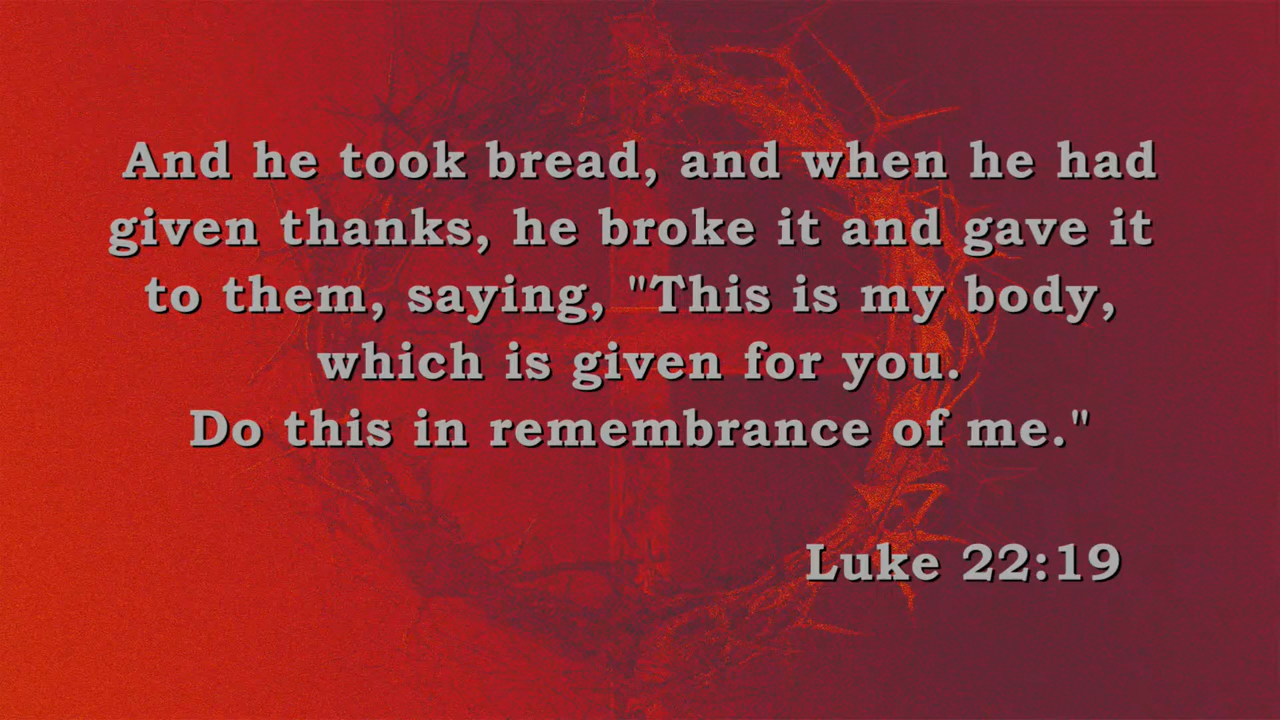 And he took bread, and when he had
given thanks, he broke it and gave it
to them, saying, "This is my body,
which is given for you.
Do this in remembrance of me."
Luke 22:19